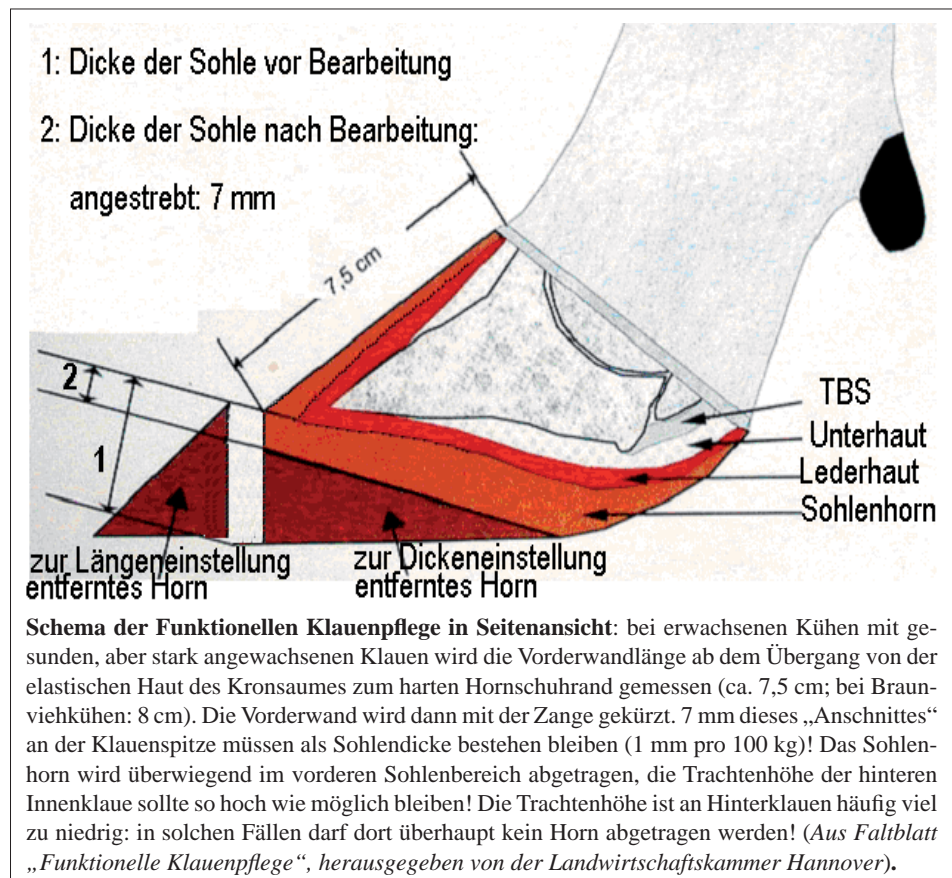 1: Dicke der Sohle vor Bearbeitung
2: Dicke der Sohle nach Bearbeitung:
angestrebt: 7 mm
7,5 cm
2
1
TBS
Unterhaut
Lederhaut
Sohlenhorn
zur Längeneinstellung
entferntes Horn
zur Dickeneinstellung
entferntes Horn
Schema der Funktionellen Klauenpflege in Seitenansicht: bei erwachsenen Kühen mit ge-
sunden, aber stark angewachsenen Klauen wird die Vorderwandlänge ab dem Übergang von der
elastischen Haut des Kronsaumes zum harten Hornschuhrand gemessen (ca. 7,5 cm; bei Braun-
viehkühen: 8 cm). Die Vorderwand wird dann mit der Zange gekürzt. 7 mm dieses „Anschnittes"
an der Klauenspitze müssen als Sohlendicke bestehen bleiben (1 mm pro 100 kg)! Das Sohlen-
horn wird überwiegend im vorderen Sohlenbereich abgetragen, die Trachtenhöhe der hinteren
Innenklaue sollte so hoch wie möglich bleiben! Die Trachtenhöhe ist an Hinterklauen häufig viel
zu niedrig: in solchen Fällen darf dort überhaupt kein Horn abgetragen werden! (Aus Faltblatt
„Funktionelle Klauenpflege", herausgegeben von der Landwirtschaftskammer Hannover).